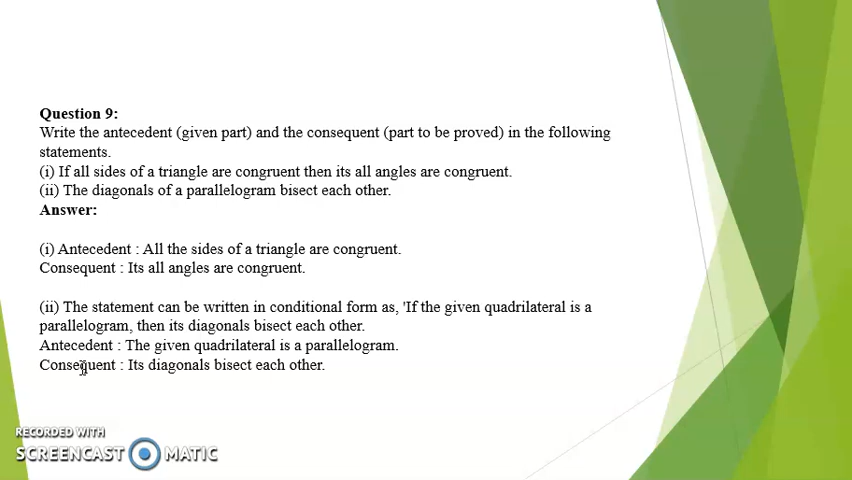 Question 9:
Write the antecedent (given part) and the consequent (part to be proved) in the following
statements.
(i) If all sides of a triangle are congruent then its all angles are congruent.
(ii) The diagonals of a parallelogram bisect each other.
Answer:
(i) Antecedent : All the sides of a triangle are congruent.
Consequent : Its all angles are congruent.
(ii) The statement can be written in conditional form as, 'If the given quadrilateral is a
parallelogram, then its diagonals bisect each other.
Antecedent : The given quadrilateral is a parallelogram.
Consequent : Its diagonals bisect each other.
RECORDED WITH
SCREENCAST MATIC